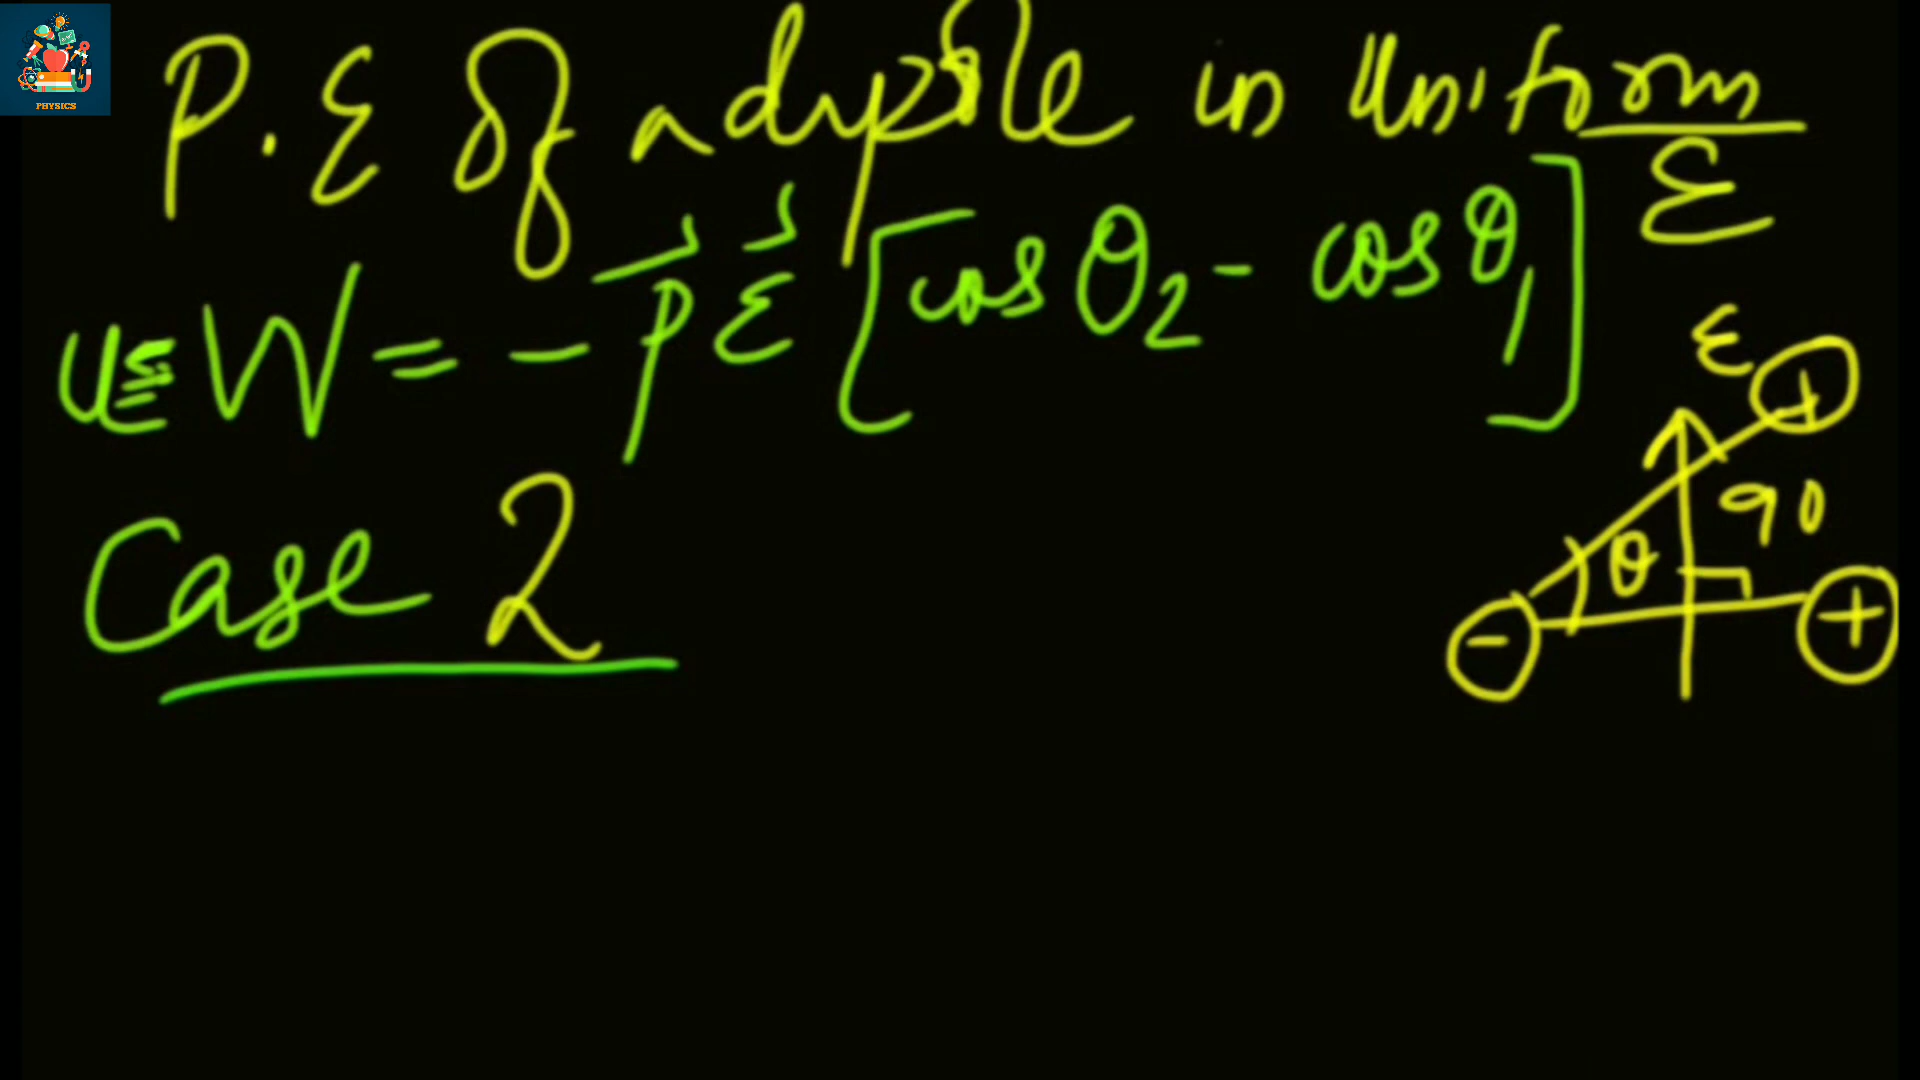 PHYSICS
P.E of a dipole in Uniform
E
U = W = - p⃗ E⃗ [cos θ₂ - cos θ₁]
E
+
90
θ
- +
Case 2